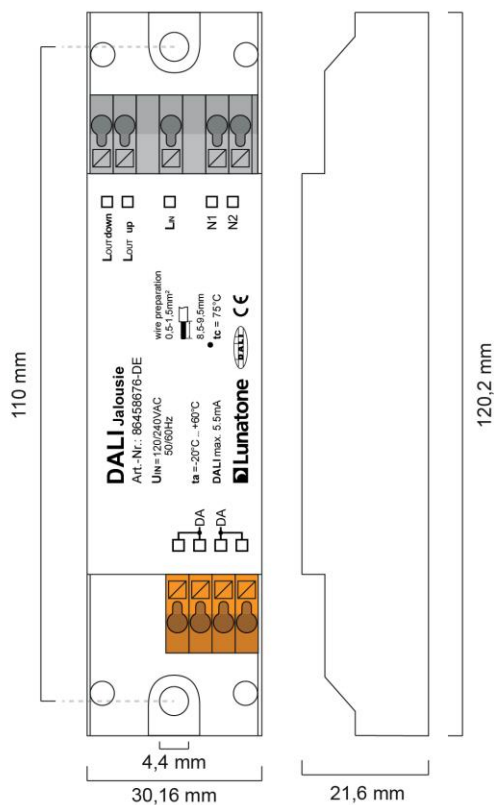 LOUT down
LOUT up
LIN
N1
N2
wire preparation
0,5-1,5mm²
8,5-9,5mm
DALI Jalousie
Art.-Nr.: 86458676-DE
UIN = 120/240VAC
50/60Hz
tc = 75°C
ta = -20°C .. +60°C
DALI max. 5.5mA
Lunatone
DALI
CE
DA
DA
110 mm
120,2 mm
4,4 mm
30,16 mm
21,6 mm